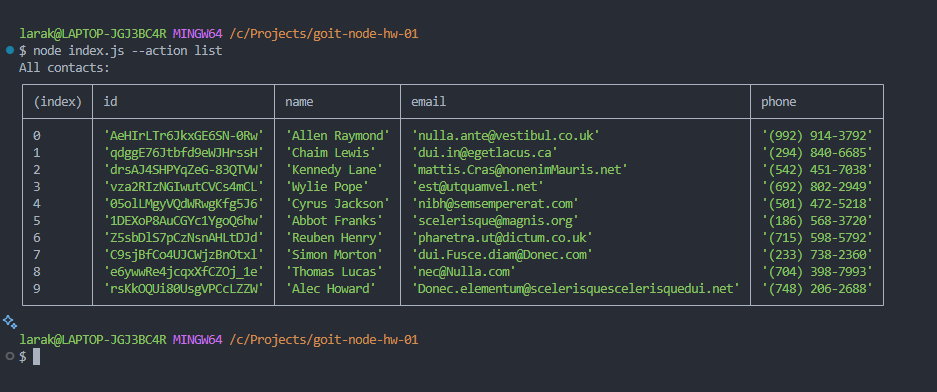 larak@LAPTOP-JGJ3BC4R MINGW64 /c/Projects/goit-node-hw-01
$ node index.js --action list
All contacts:
(index) id name email phone
0 'AeHIrLTr6JkxGE6SN-0Rw' 'Allen Raymond' 'nulla.ante@vestibul.co.uk' '(992) 914-3792'
1 'qdggE76Jtbfd9eWJHrssH' 'Chaim Lewis' 'dui.in@egetlacus.ca' '(294) 840-6685'
2 'drsAJ4SHPYqZeG-83QTVW' 'Kennedy Lane' 'mattis.Cras@nonenimMauris.net' '(542) 451-7038'
3 'vza2RIzNGIwutCVCs4mCL' 'Wylie Pope' 'est@utquamvel.net' '(692) 802-2949'
4 '05olLMgyVQdWRwgKfg5J6' 'Cyrus Jackson' 'nibh@semsempererat.com' '(501) 472-5218'
5 '1DEXoP8AuCGYc1YgoQ6hw' 'Abbot Franks' 'scelerisque@magnis.org' '(186) 568-3720'
6 'Z5sbDlS7pCzNsnAHLtDJd' 'Reuben Henry' 'pharetra.ut@dictum.co.uk' '(715) 598-5792'
7 'C9sjBfCo4UJCWjzBnOtxl' 'Simon Morton' 'dui.Fusce.diam@Donec.com' '(233) 738-2360'
8 'e6ywwRe4jcqxXfCZOj_1e' 'Thomas Lucas' 'nec@Nulla.com' '(704) 398-7993'
9 'rsKkOQUi80UsgVPCcLZZW' 'Alec Howard' 'Donec.elementum@scelerisquescelerisquedui.net' '(748) 206-2688'
larak@LAPTOP-JGJ3BC4R MINGW64 /c/Projects/goit-node-hw-01
$